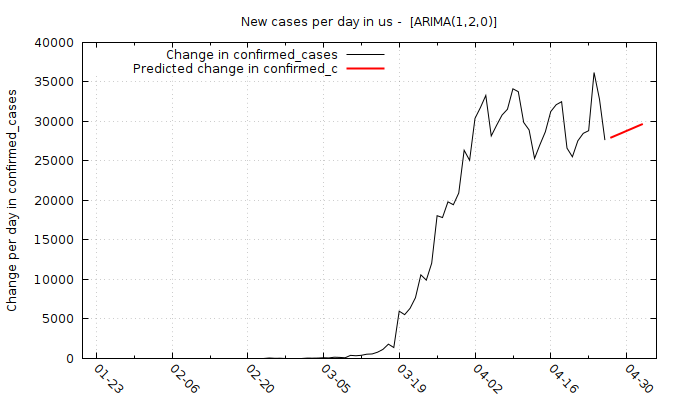 New cases per day in us - [ARIMA(1,2,0)]
Change in confirmed_cases
Predicted change in confirmed_c
Change per day in confirmed_cases
40000
35000
30000
25000
20000
15000
10000
5000
0
01-23 02-06 02-20 03-05 03-19 04-02 04-16 04-30